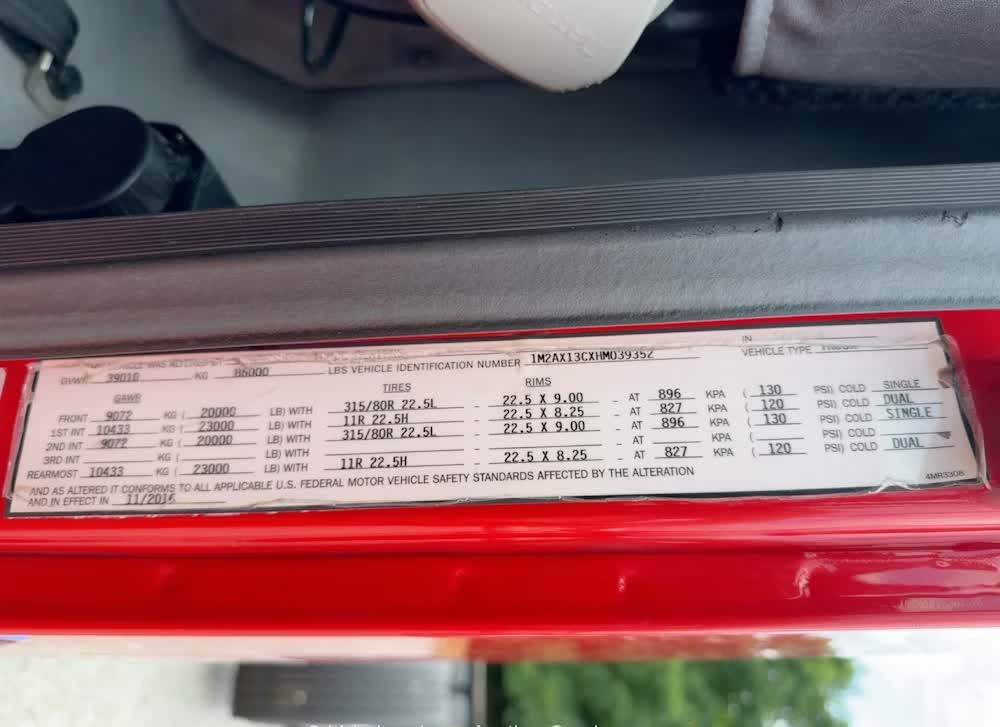 VEHICLE WAS ALTERED BY
IN
GVWR 39010 KG 86000 LBS VEHICLE IDENTIFICATION NUMBER 1M2AX13CXHM039352 VEHICLE TYPE
GAWR TIRES RIMS
FRONT 9072 KG ( 20000 LB) WITH 315/80R 22.5L - 22.5 X 9.00 - AT 896 KPA ( 130 PSI) COLD SINGLE
1ST INT 10433 KG ( 23000 LB) WITH 11R 22.5H - 22.5 X 8.25 - AT 827 KPA ( 120 PSI) COLD DUAL
2ND INT 9072 KG ( 20000 LB) WITH 315/80R 22.5L - 22.5 X 9.00 - AT 896 KPA ( 130 PSI) COLD SINGLE
3RD INT KG ( LB) WITH - - AT KPA ( PSI) COLD
REARMOST 10433 KG ( 23000 LB) WITH 11R 22.5H - 22.5 X 8.25 - AT 827 KPA ( 120 PSI) COLD DUAL
AND AS ALTERED IT CONFORMS TO ALL APPLICABLE U.S. FEDERAL MOTOR VEHICLE SAFETY STANDARDS AFFECTED BY THE ALTERATION
AND IN EFFECT IN 11/2016
4MR3308